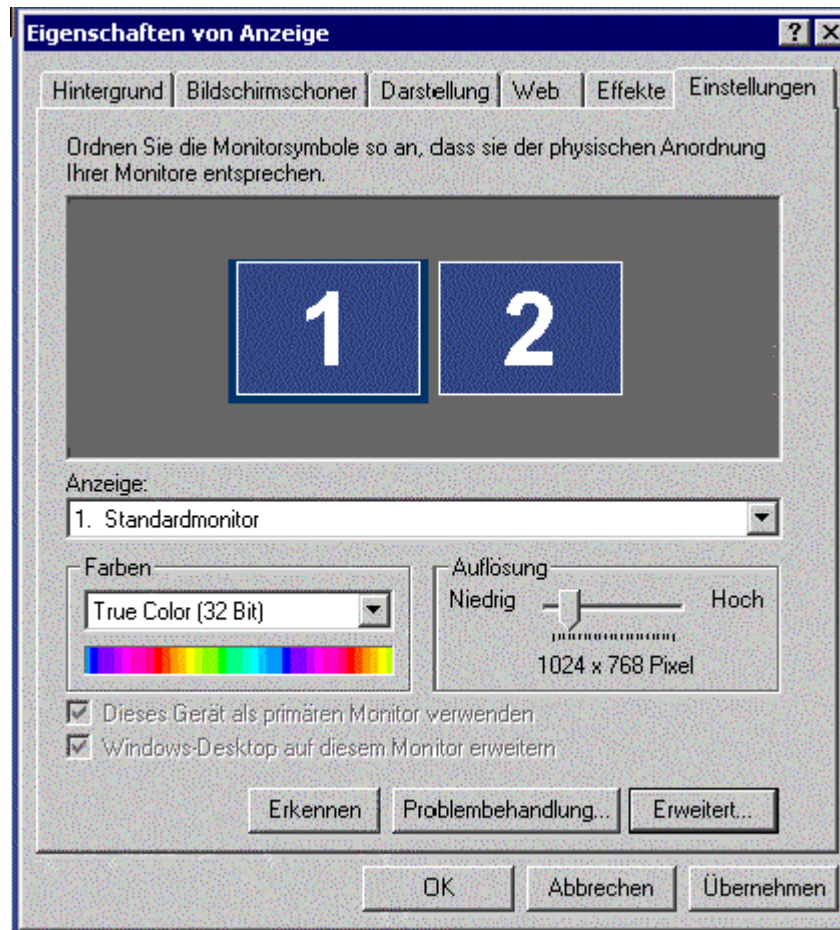 Eigenschaften von Anzeige
Hintergrund Bildschirmschoner Darstellung Web Effekte Einstellungen
Ordnen Sie die Monitorsymbole so an, dass sie der physischen Anordnung
Ihrer Monitore entsprechen.
1 2
Anzeige:
1. Standardmonitor
Farben Auflösung
True Color (32 Bit) Niedrig Hoch
1024 x 768 Pixel
Dieses Gerät als primären Monitor verwenden
Windows-Desktop auf diesem Monitor erweitern
Erkennen Problembehandlung... Erweitert...
OK Abbrechen Übernehmen